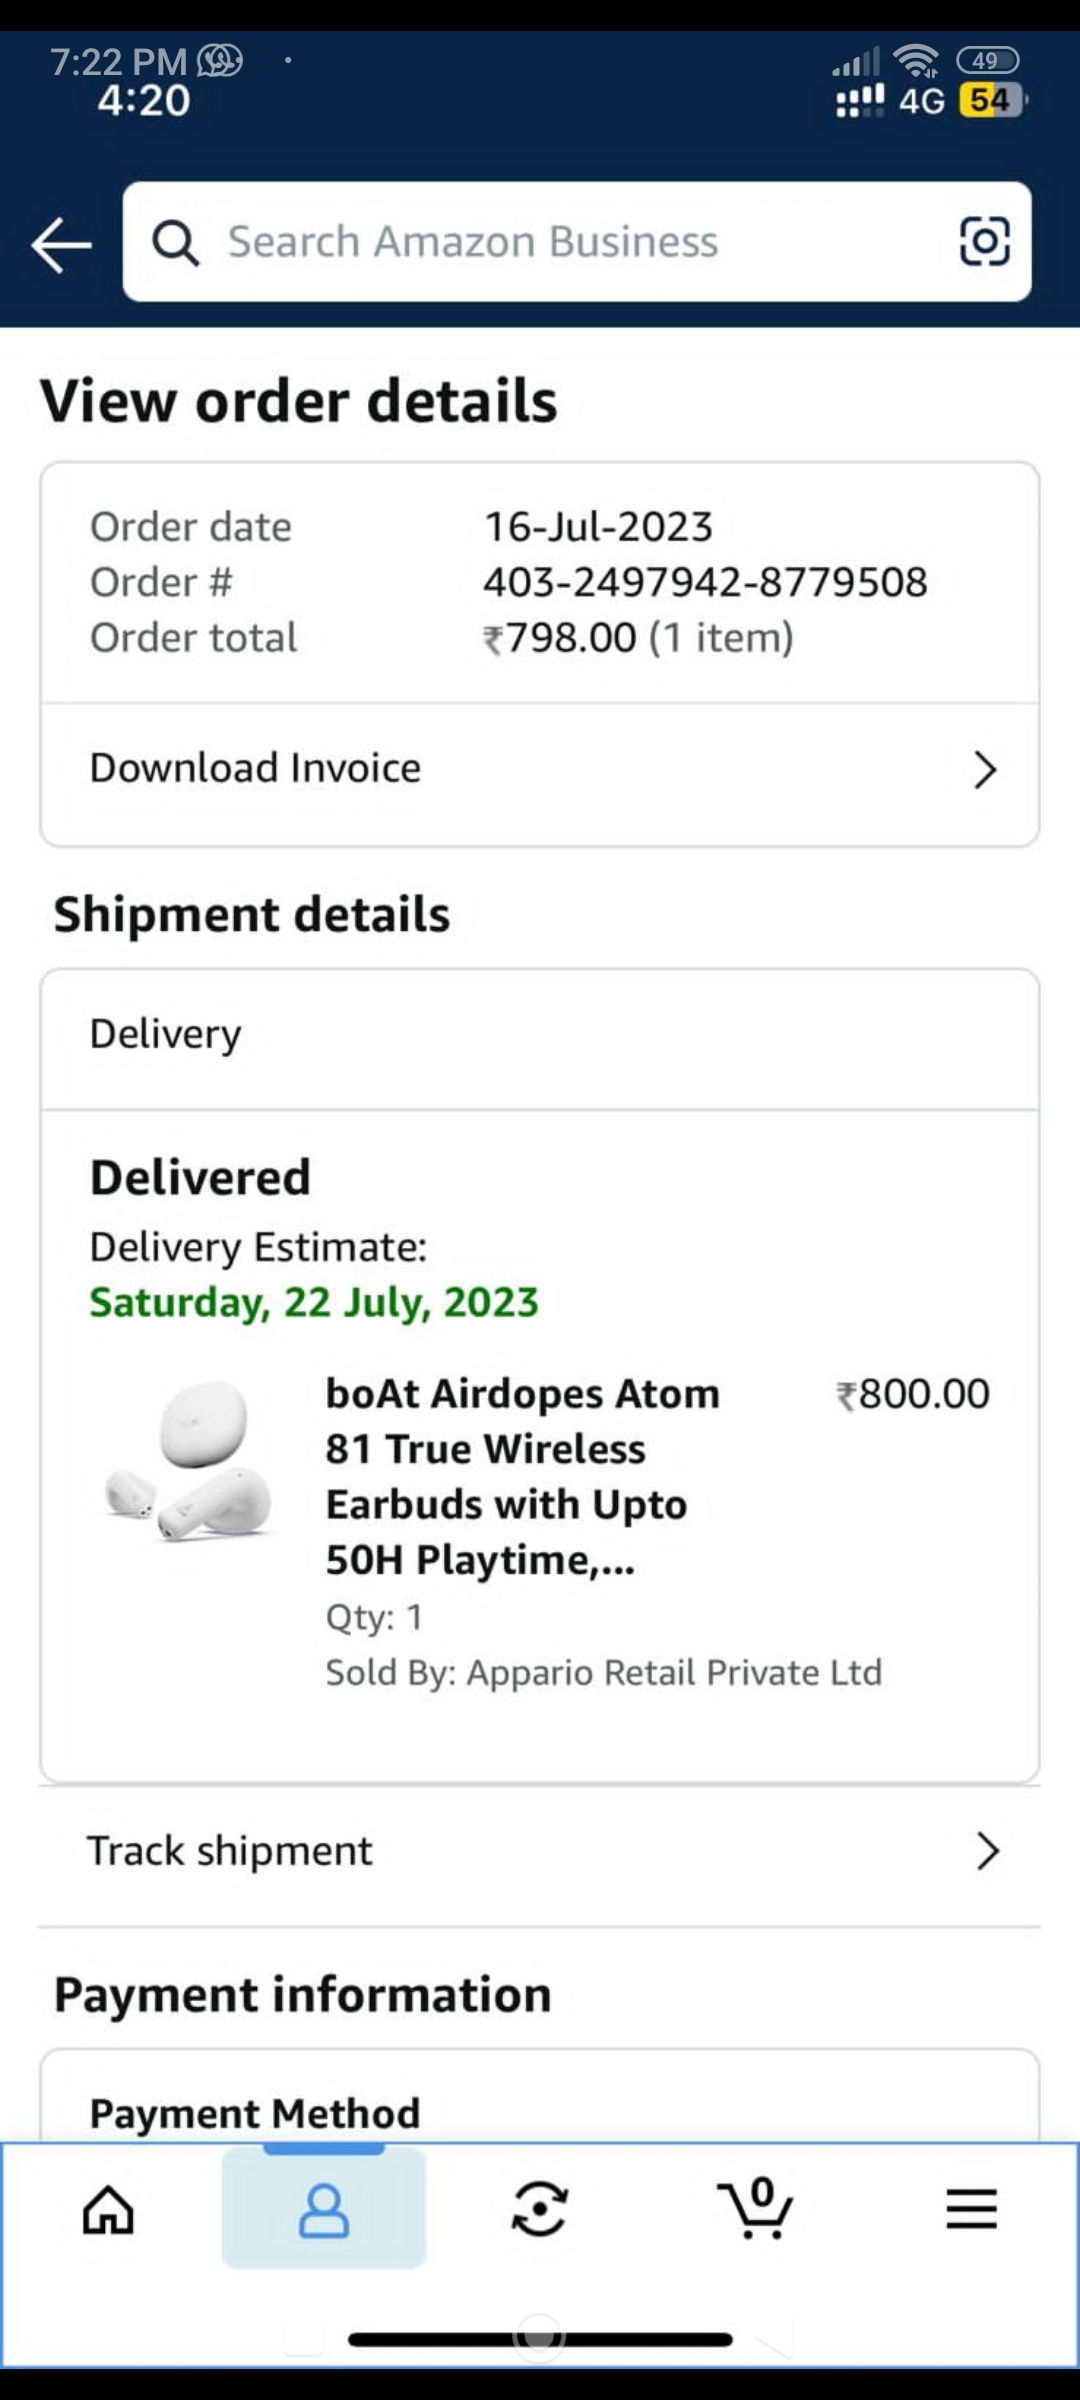 7:22 PM
49
4:20
4G 54
Search Amazon Business
View order details
Order date 16-Jul-2023
Order # 403-2497942-8779508
Order total ₹798.00 (1 item)
Download Invoice
Shipment details
Delivery
Delivered
Delivery Estimate:
Saturday, 22 July, 2023
boAt Airdopes Atom ₹800.00
81 True Wireless
Earbuds with Upto
50H Playtime,...
Qty: 1
Sold By: Appario Retail Private Ltd
Track shipment
Payment information
Payment Method
0